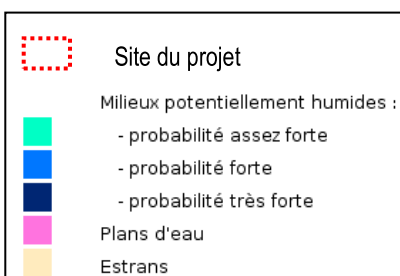 Site du projet
Milieux potentiellement humides :
- probabilité assez forte
- probabilité forte
- probabilité très forte
Plans d'eau
Estrans